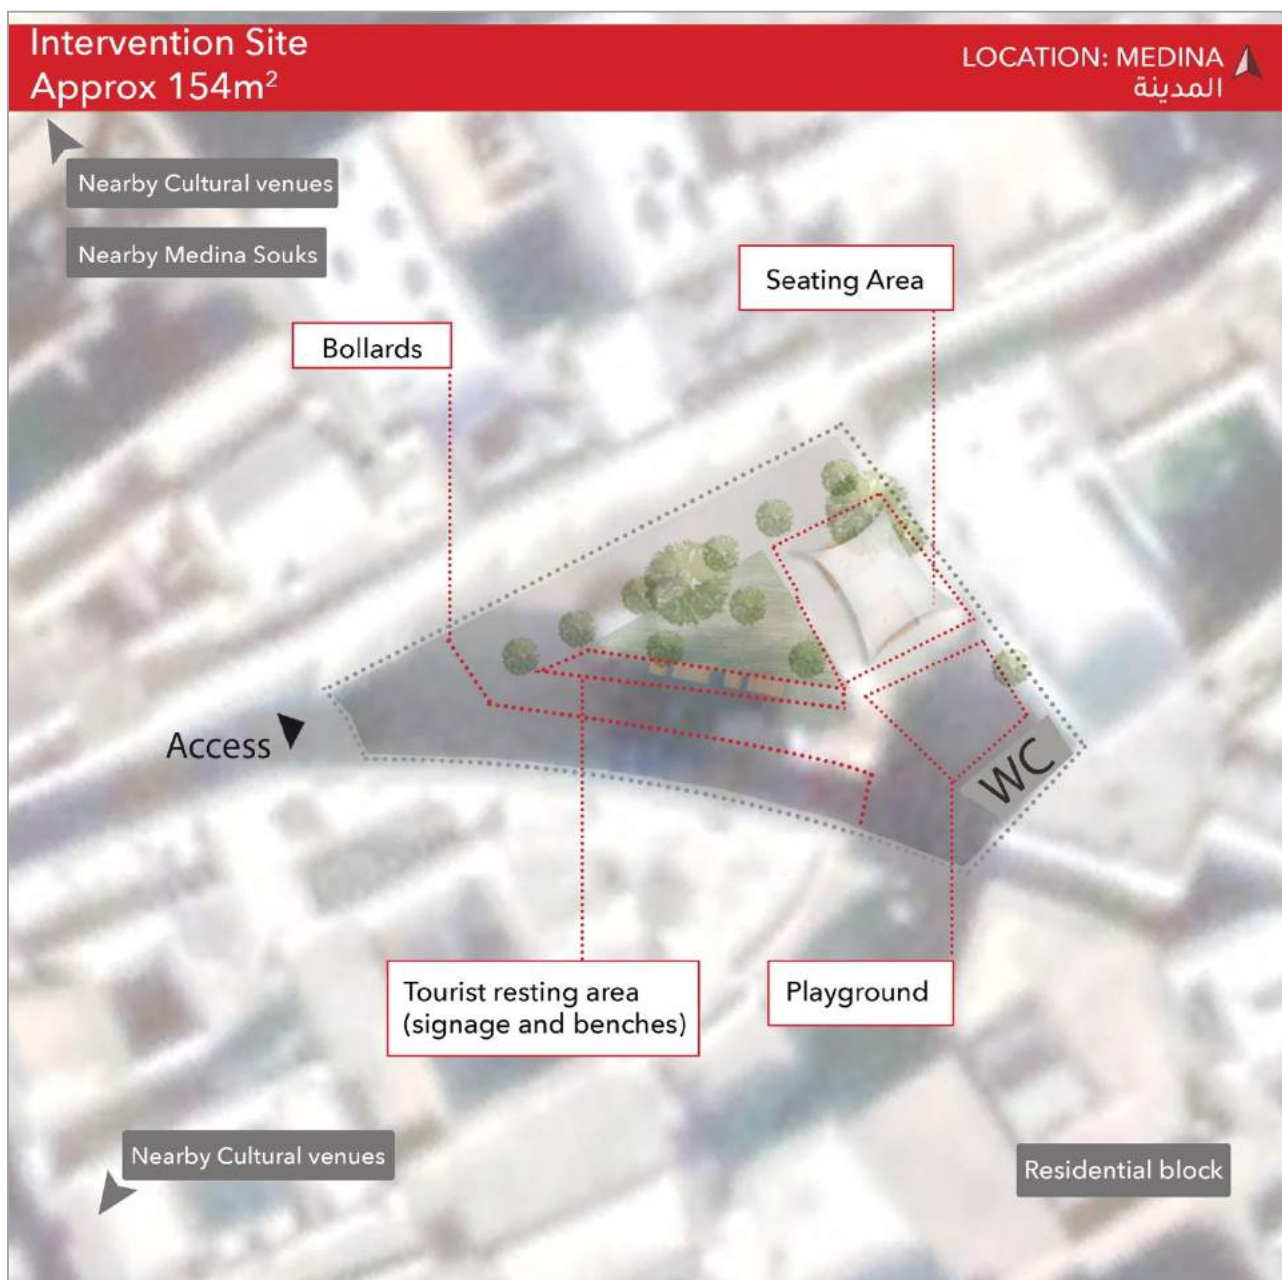 Intervention Site
Approx 154m²
LOCATION: MEDINA
المدينة
Nearby Cultural venues
Nearby Medina Souks
Seating Area
Bollards
Access
WC
Tourist resting area
(signage and benches)
Playground
Nearby Cultural venues
Residential block